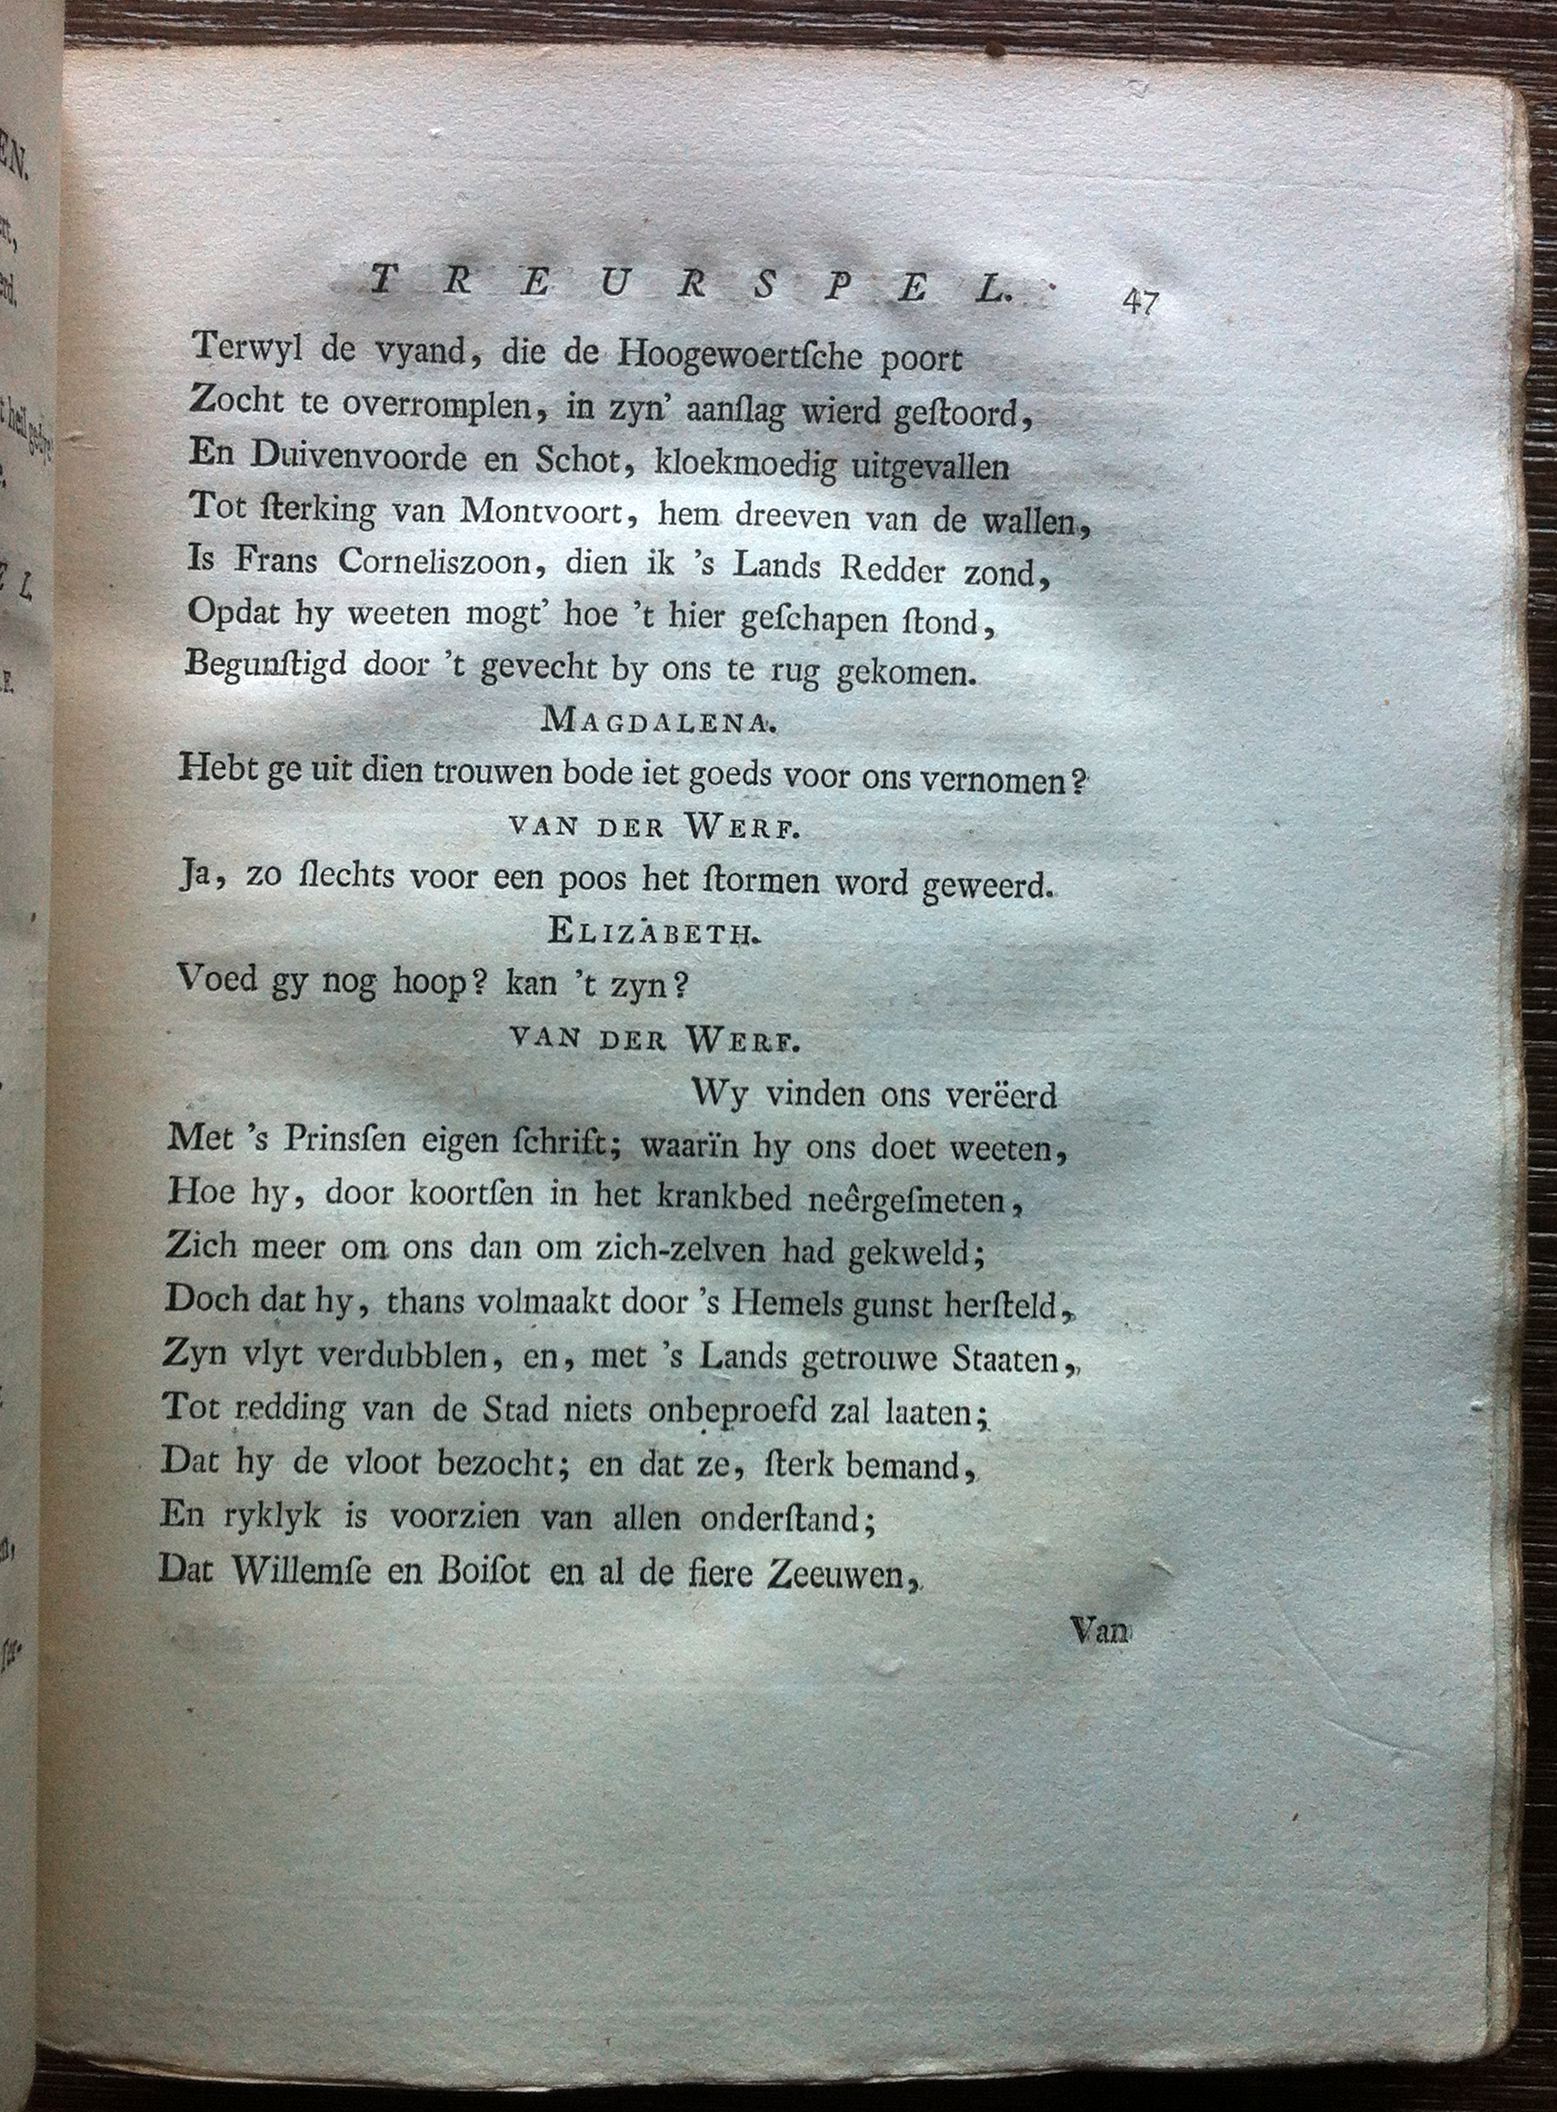 TREURSPEL. 47
Terwyl de vyand, die de Hoogewoertſche poort
Zocht te overromplen, in zyn’ aanſlag wierd geſtoord,
En Duivenvoorde en Schot, kloekmoedig uitgevallen
Tot ſterking van Montvoort, hem dreeven van de wallen,
Is Frans Corneliszoon, dien ik ’s Lands Redder zond,
Opdat hy weeten mogt’ hoe ’t hier geſchapen ſtond,
Begunſtigd door ’t gevecht by ons te rug gekomen.
MAGDALENA.
Hebt ge uit dien trouwen bode iet goeds voor ons vernomen?
VAN DER WERF.
Ja, zo ſlechts voor een poos het ſtormen word geweerd.
ELIZABETH.
Voed gy nog hoop? kan ’t zyn?
VAN DER WERF.
Wy vinden ons verëerd
Met ’s Prinsſen eigen ſchrift; waarïn hy ons doet weeten,
Hoe hy, door koortſen in het krankbed neêrgeſmeten,
Zich meer om ons dan om zich-zelven had gekweld;
Doch dat hy, thans volmaakt door ’s Hemels gunst herſteld,
Zyn vlyt verdubblen, en, met ’s Lands getrouwe Staaten,
Tot redding van de Stad niets onbeproefd zal laaten;
Dat hy de vloot bezocht; en dat ze, ſterk bemand,
En ryklyk is voorzien van allen onderſtand;
Dat Willemſe en Boiſot en al de fiere Zeeuwen,
Van